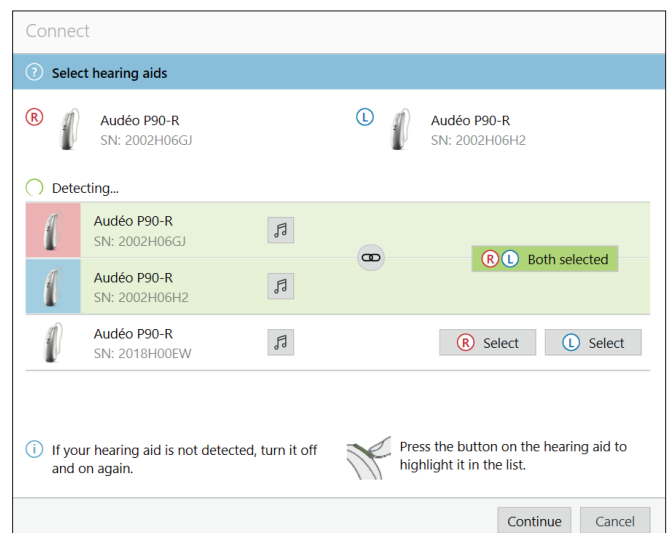 Connect
? Select hearing aids
R Audéo P90-R
SN: 2002H06GJ
L Audéo P90-R
SN: 2002H06H2
Detecting...
Audéo P90-R
SN: 2002H06GJ
Audéo P90-R
SN: 2002H06H2
R L Both selected
Audéo P90-R
SN: 2018H00EW
R Select
L Select
i If your hearing aid is not detected, turn it off
and on again.
Press the button on the hearing aid to
highlight it in the list.
Continue
Cancel